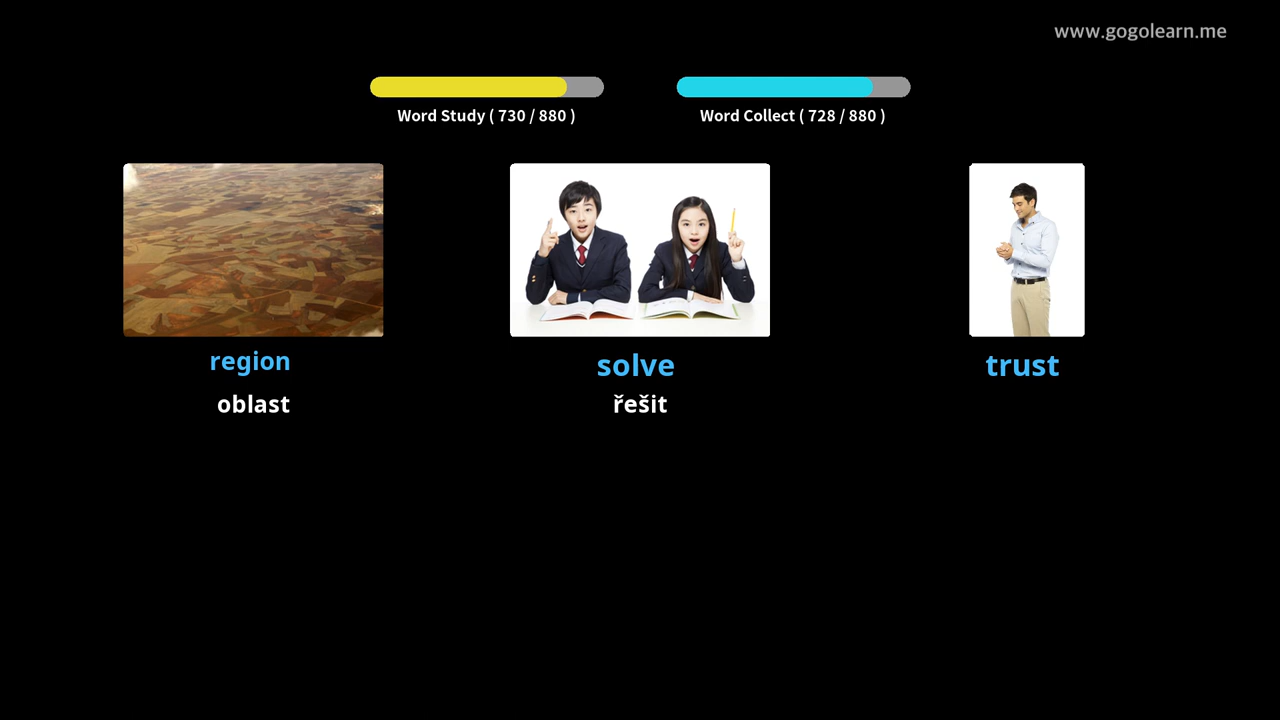 www.gogolearn.me
Word Study ( 730 / 880 )
Word Collect ( 728 / 880 )
region
oblast
solve
řešit
trust